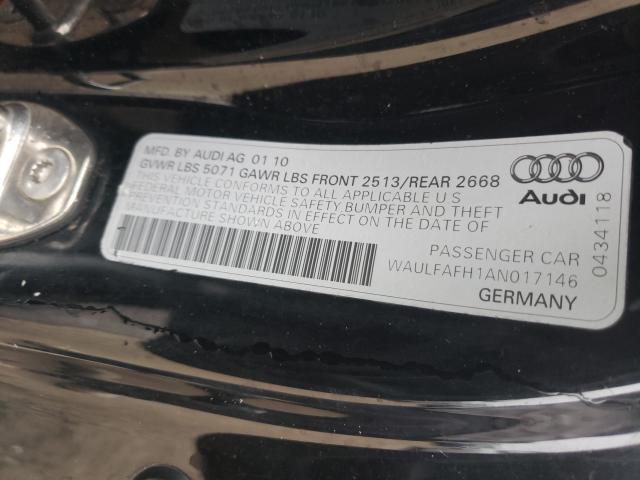 MFD. BY AUDI AG 01 10
GVWR LBS 5071 GAWR LBS FRONT 2513/REAR 2668
THIS VEHICLE CONFORMS TO ALL APPLICABLE U S
FEDERAL MOTOR VEHICLE SAFETY BUMPER AND THEFT
PREVENTION STANDARDS IN EFFECT ON THE DATE OF
MANUFACTURE SHOWN ABOVE
Audi
PASSENGER CAR
WAULFAFH1AN017146
GERMANY
0434118